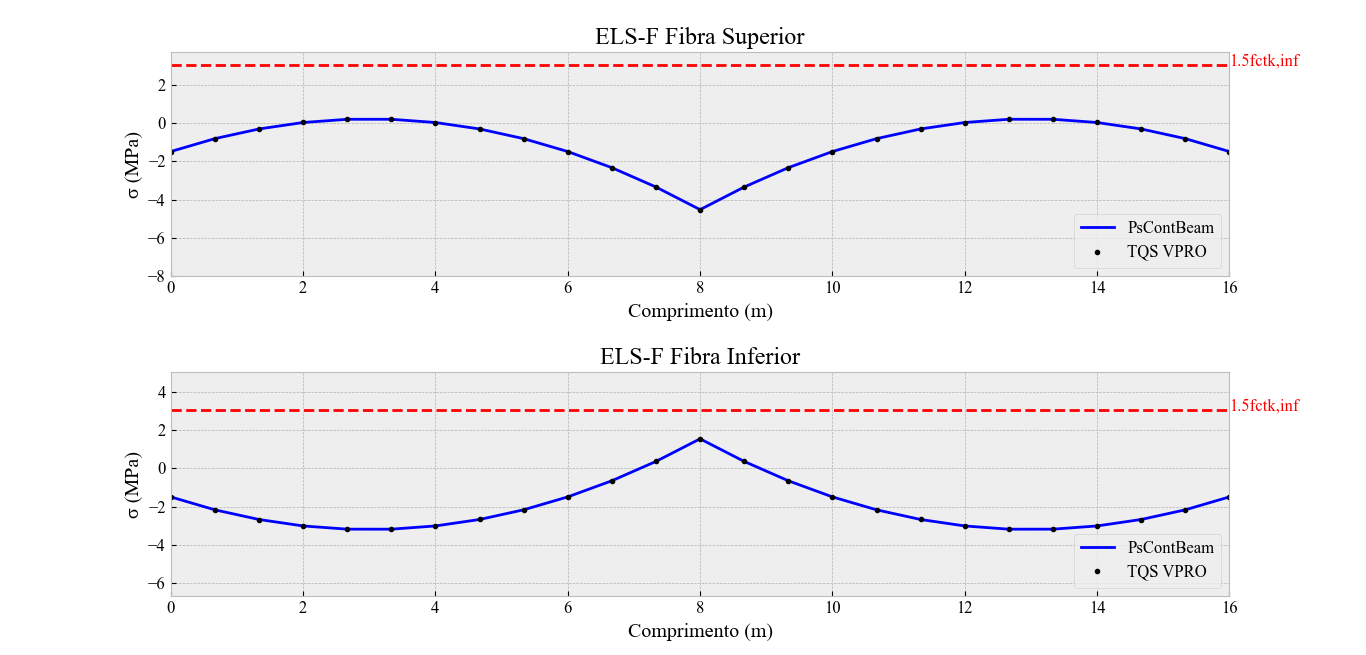 ELS-F Fibra Superior
1.5fctk,inf
2
0
−2
−4
−6
−8
σ (MPa)
PsContBeam
TQS VPRO
0 2 4 6 8 10 12 14 16
Comprimento (m)
ELS-F Fibra Inferior
4
1.5fctk,inf
2
0
−2
−4
−6
σ (MPa)
PsContBeam
TQS VPRO
0 2 4 6 8 10 12 14 16
Comprimento (m)